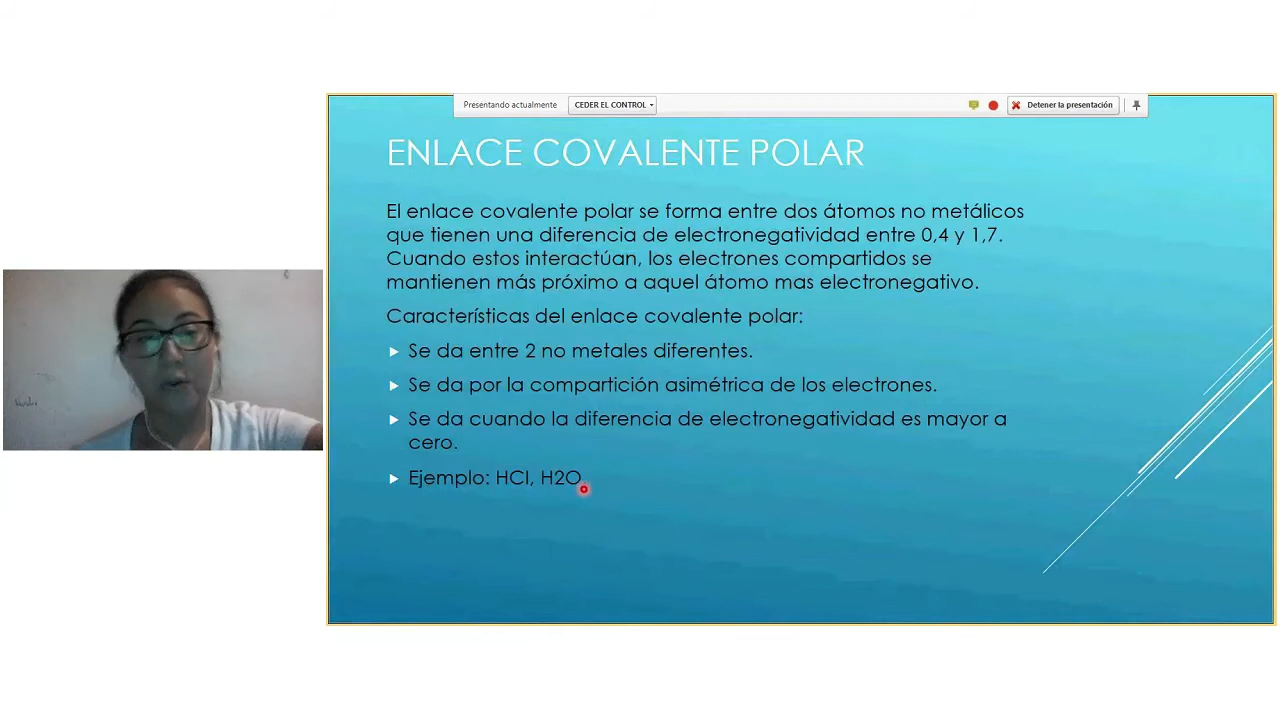 Presentando actualmente CEDER EL CONTROL Detener la presentación
ENLACE COVALENTE POLAR
El enlace covalente polar se forma entre dos átomos no metálicos
que tienen una diferencia de electronegatividad entre 0,4 y 1,7.
Cuando estos interactúan, los electrones compartidos se
mantienen más próximo a aquel átomo mas electronegativo.
Características del enlace covalente polar:
Se da entre 2 no metales diferentes.
Se da por la compartición asimétrica de los electrones.
Se da cuando la diferencia de electronegatividad es mayor a
cero.
Ejemplo: HCl, H2O.